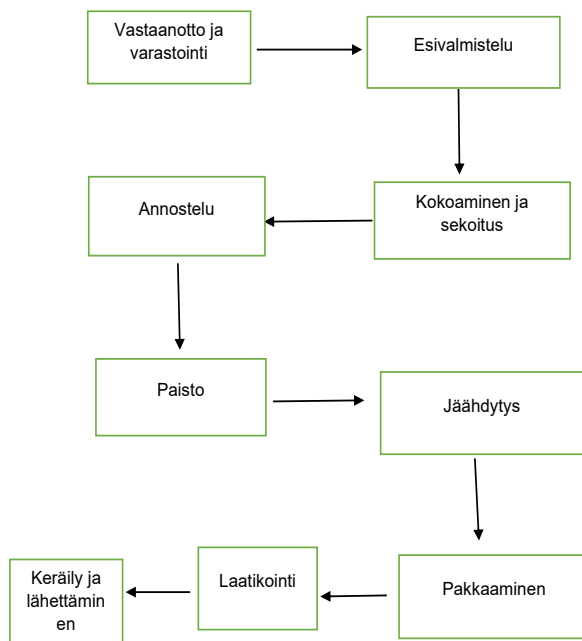 Vastaanotto ja
varastointi
Esivalmistelu
Kokoaminen ja
sekoitus
Annostelu
Paisto
Jäähdytys
Pakkaaminen
Laatikointi
Keräily ja
lähettämin
en